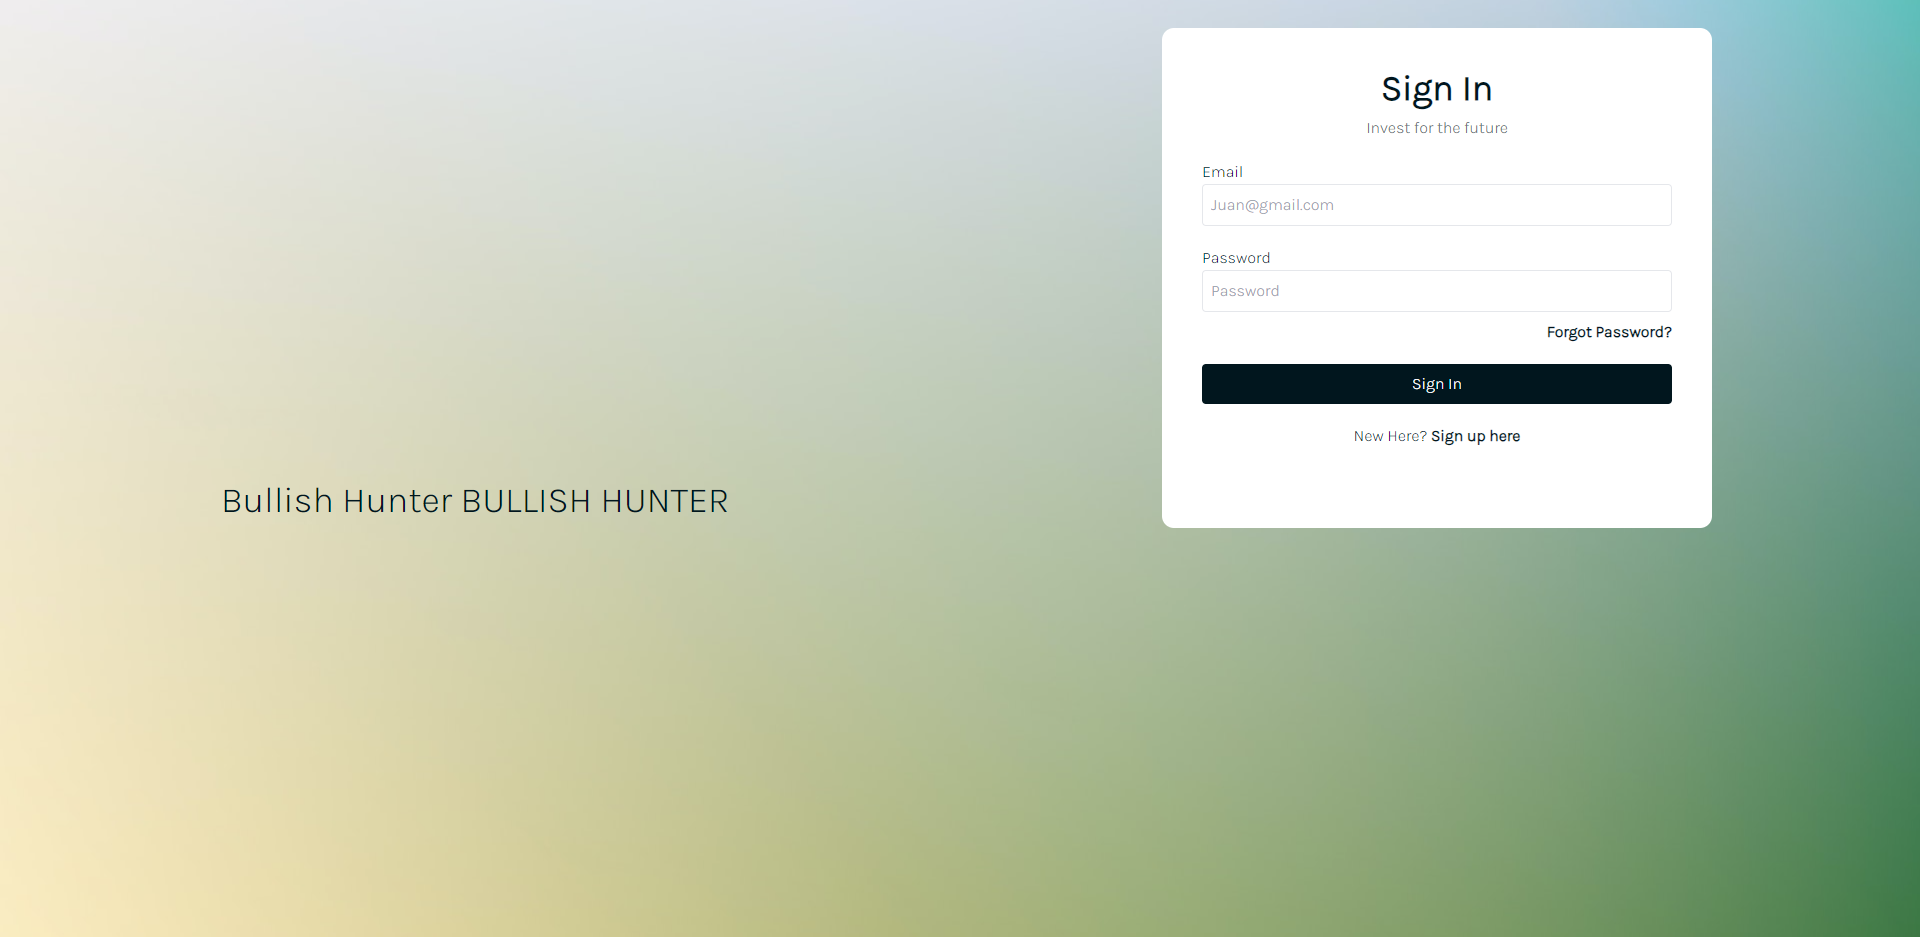 Sign In
Invest for the future
Email
Juan@gmail.com
Password
Password
Forgot Password?
Sign In
New Here? Sign up here
Bullish Hunter BULLISH HUNTER